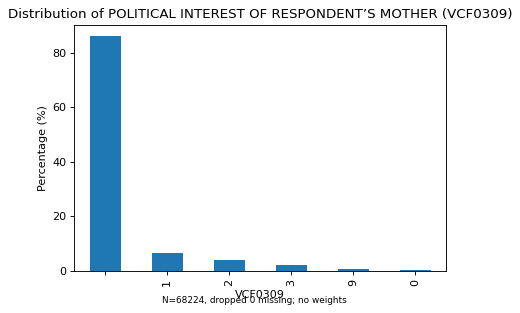 Distribution of POLITICAL INTEREST OF RESPONDENT’S MOTHER (VCF0309)
80
60
40
20
0
Percentage (%)
1
2
3
9
0
VCF0309
N=68224, dropped 0 missing; no weights